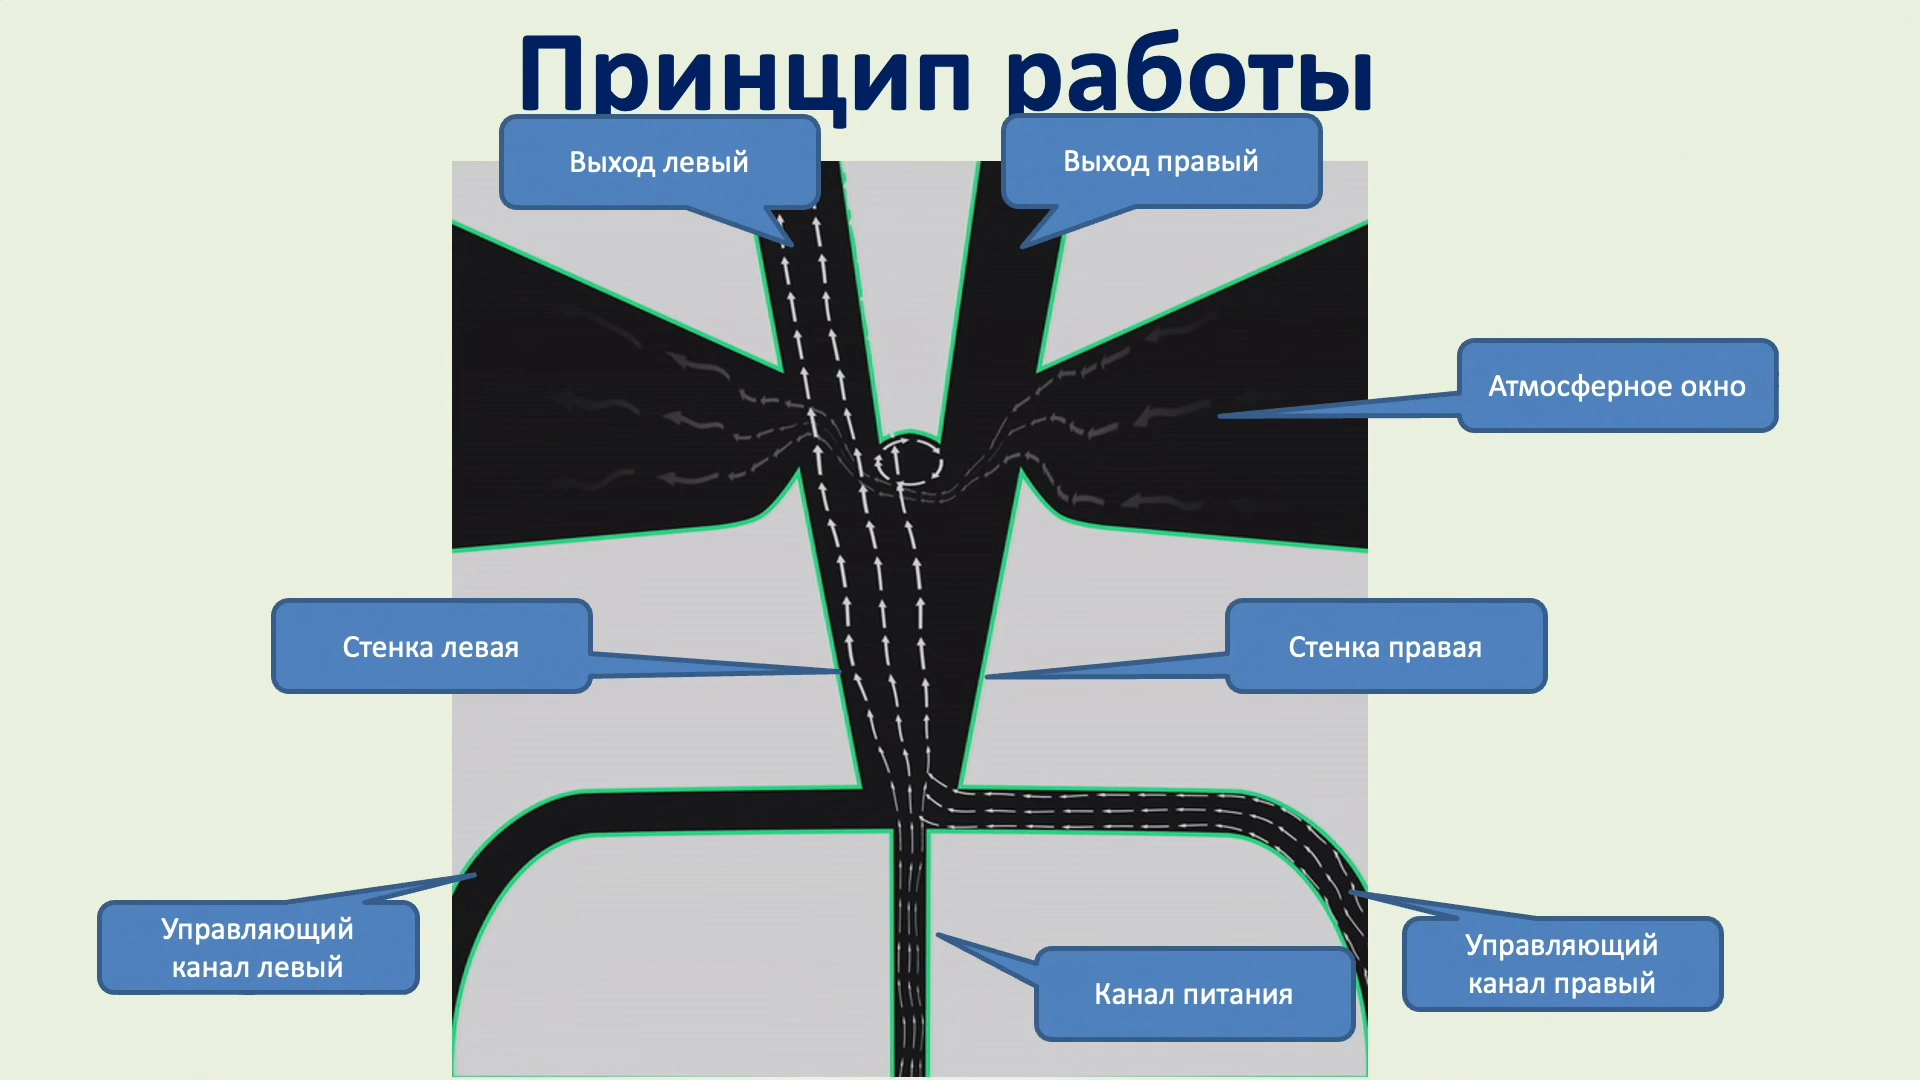 Принцип работы
Выход левый
Выход правый
Атмосферное окно
Стенка левая
Стенка правая
Управляющий
канал левый
Управляющий
канал правый
Канал питания